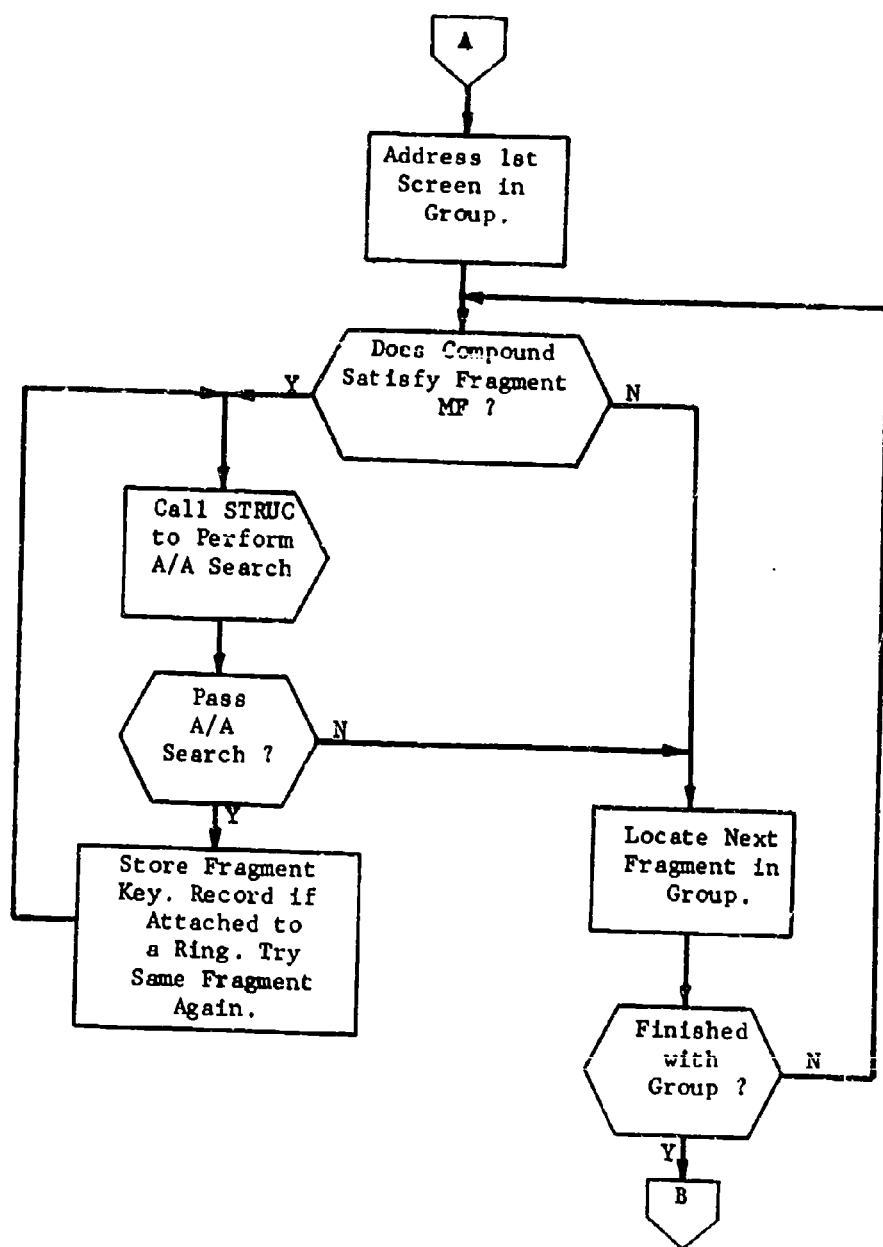 A
Address 1st
Screen in
Group.
Does Compound
Satisfy Fragment
MF ?
Y
N
Call STRUC
to Perform
A/A Search
Pass
A/A
Search ?
N
Y
Store Fragment
Key. Record if
Attached to
a Ring. Try
Same Fragment
Again.
Locate Next
Fragment in
Group.
Finished
with
Group ?
N
Y
B